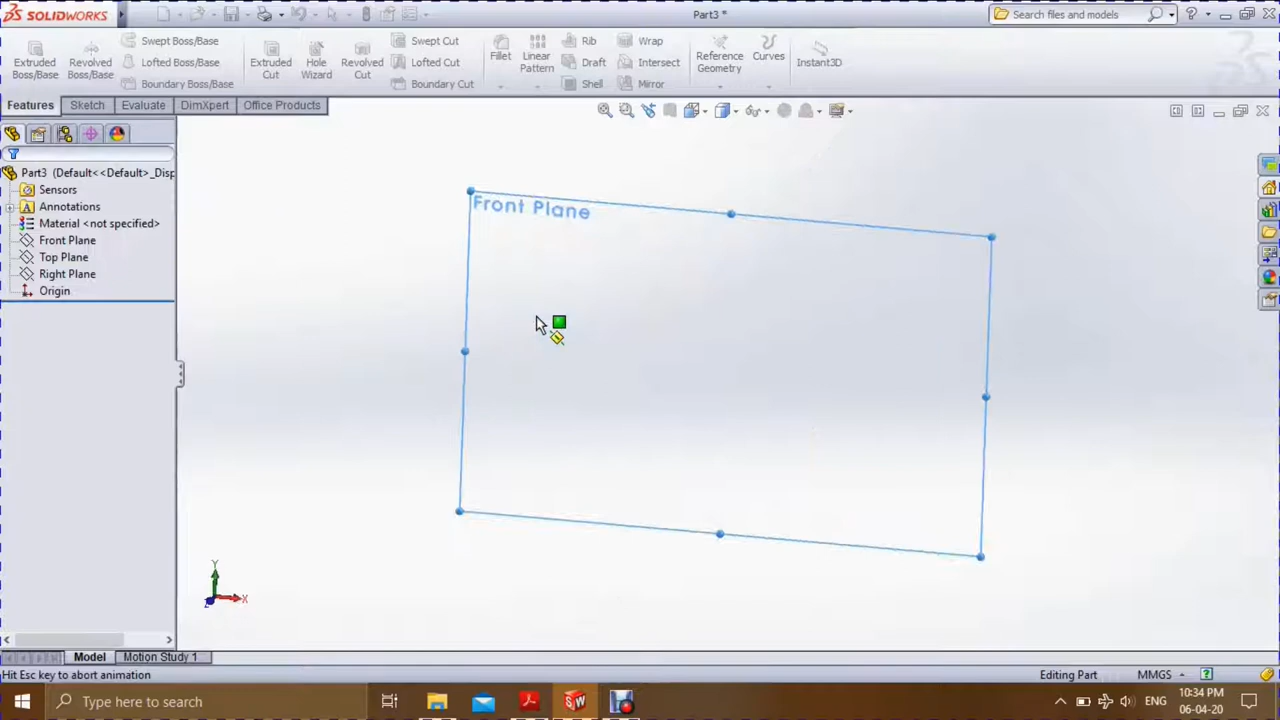 SOLIDWORKS
Part3 *
Search files and models
Extruded Boss/Base
Revolved Boss/Base
Swept Boss/Base
Lofted Boss/Base
Boundary Boss/Base
Extruded Cut
Hole Wizard
Revolved Cut
Swept Cut
Lofted Cut
Boundary Cut
Fillet
Linear Pattern
Rib
Draft
Shell
Wrap
Intersect
Mirror
Reference Geometry
Curves
Instant3D
Features
Sketch
Evaluate
DimXpert
Office Products
Part3 (Default<<Default>_Disp
Sensors
Annotations
Material <not specified>
Front Plane
Top Plane
Right Plane
Origin
Front Plane
Y
X
Z
Model
Motion Study 1
Hit Esc key to abort animation
Editing Part
MMGS
Type here to search
ENG
10:34 PM
06-04-20